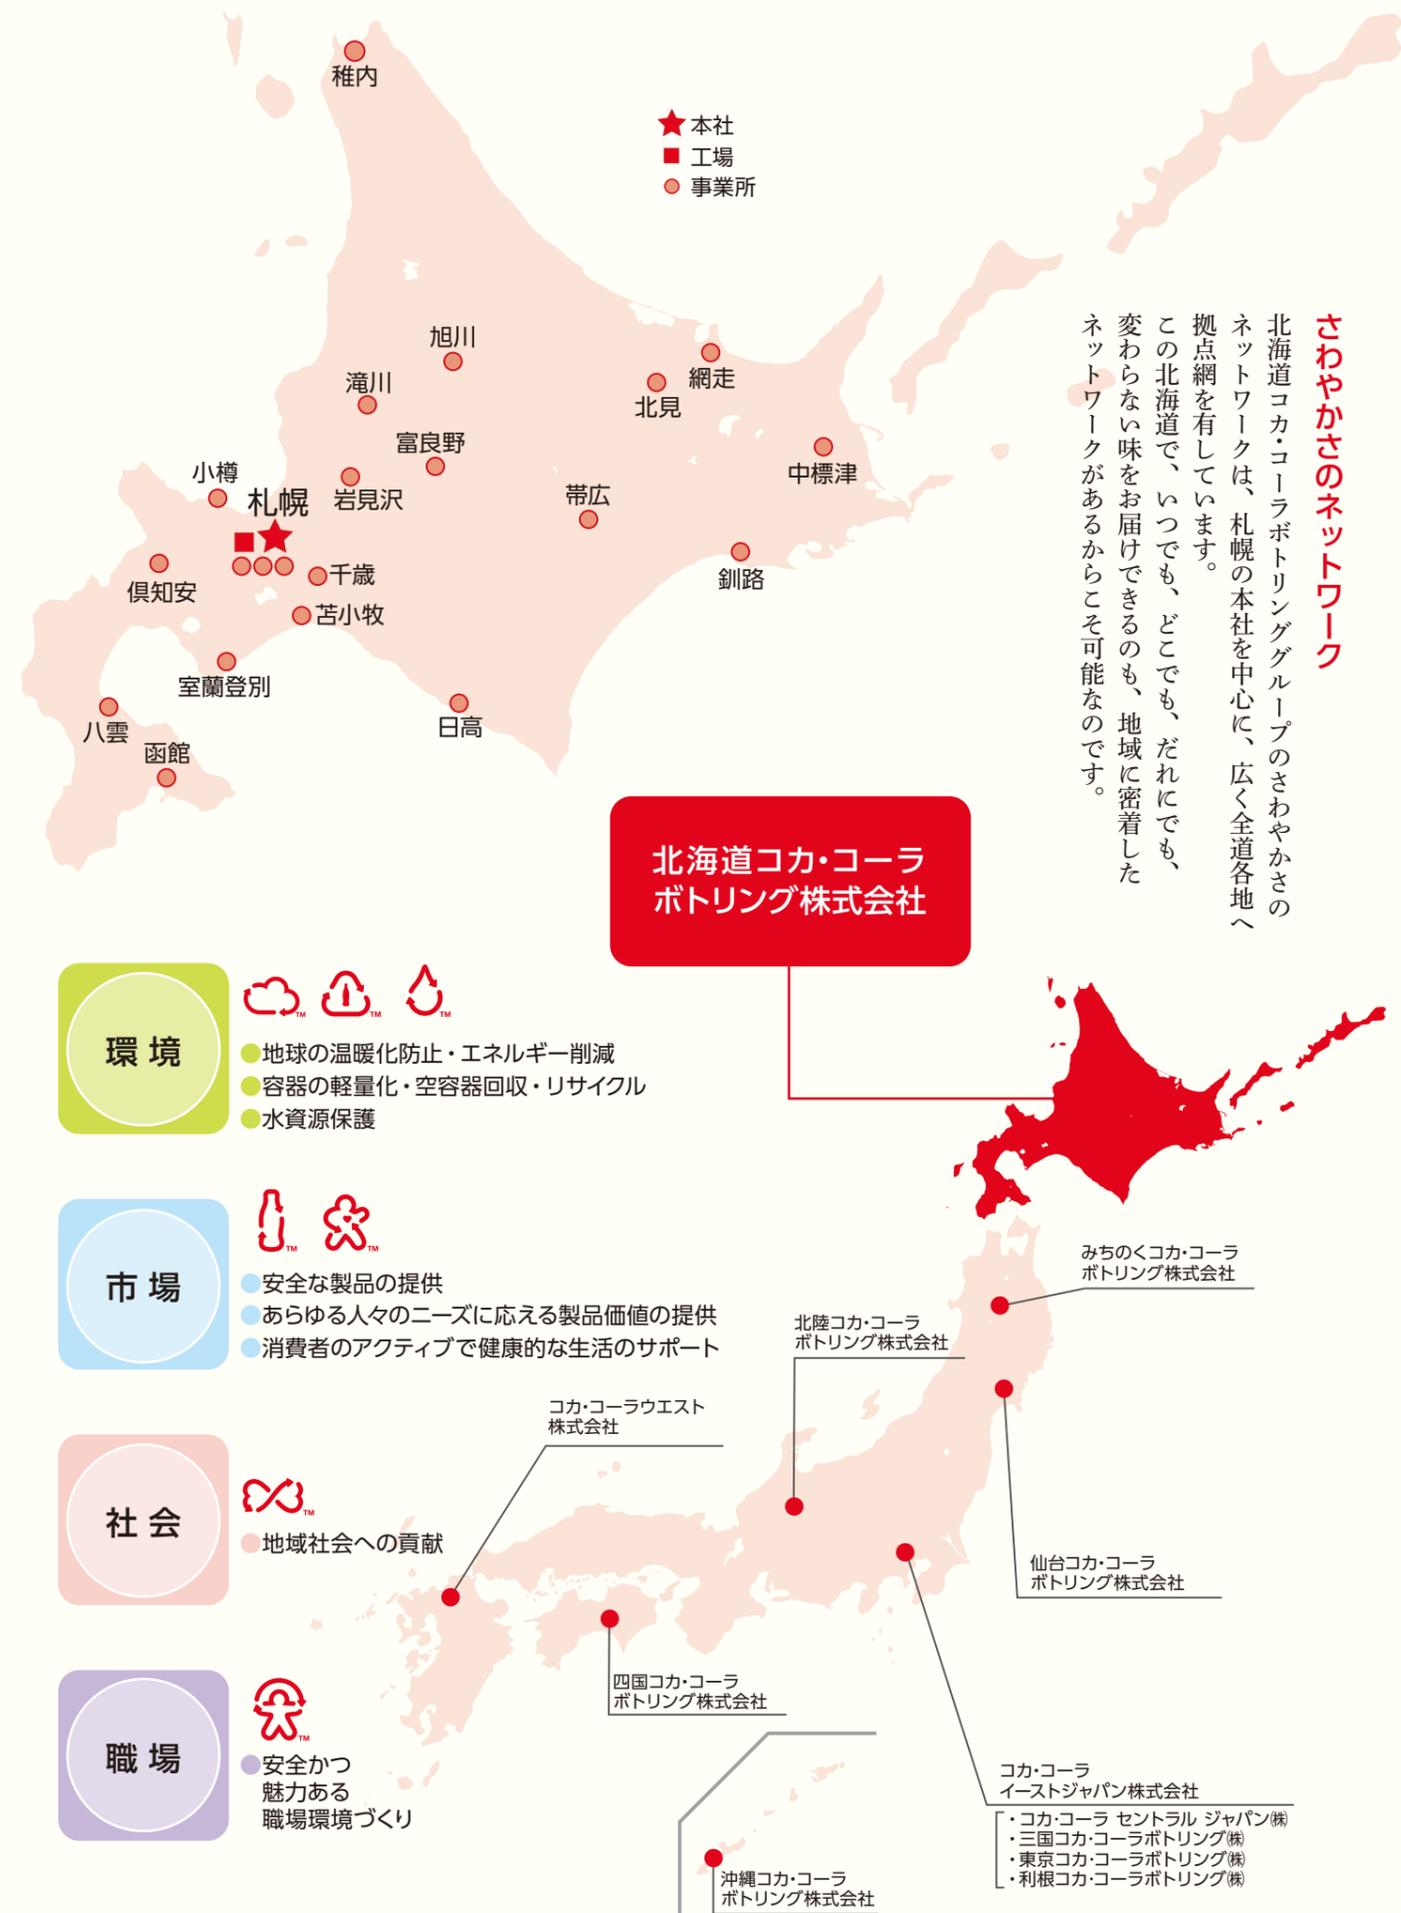 稚内
本社
工場
事業所
旭川
滝川
富良野
小樽
札幌
岩見沢
帯広
北見
網走
中標津
釧路
千歳
苫小牧
倶知安
室蘭登別
日高
八雲
函館
さわやかさのネットワーク
北海道コカ・コーラボトリンググループのさわやかさの
ネットワークは、札幌の本社を中心に、広く全道各地へ
拠点網を有しています。
この北海道で、いつでも、どこでも、だれにでも、
変わらない味をお届けできるのも、地域に密着した
ネットワークがあるからこそ可能なのです。
北海道コカ・コーラ
ボトリング株式会社
環境
TM
TM
TM
地球の温暖化防止・エネルギー削減
容器の軽量化・空容器回収・リサイクル
水資源保護
市場
TM
TM
安全な製品の提供
あらゆる人々のニーズに応える製品価値の提供
消費者のアクティブで健康的な生活のサポート
社会
TM
地域社会への貢献
職場
TM
安全かつ
魅力ある
職場環境づくり
みちのくコカ・コーラ
ボトリング株式会社
北陸コカ・コーラ
ボトリング株式会社
コカ・コーラウエスト
株式会社
仙台コカ・コーラ
ボトリング株式会社
四国コカ・コーラ
ボトリング株式会社
コカ・コーラ
イーストジャパン株式会社
・コカ・コーラ セントラル ジャパン㈱
・三国コカ・コーラボトリング㈱
・東京コカ・コーラボトリング㈱
・利根コカ・コーラボトリング㈱
沖縄コカ・コーラ
ボトリング株式会社